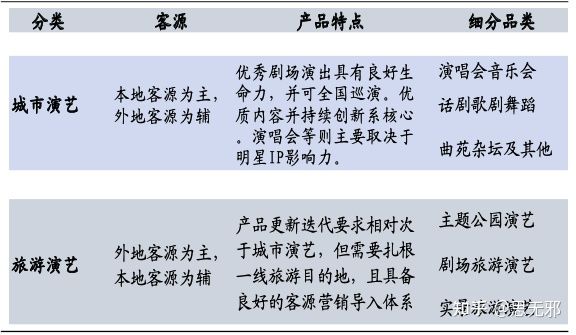 分类 客源 产品特点 细分品类
城市演艺
本地客源为主，
外地客源为辅
优秀剧场演出具有良好生
命力，并可全国巡演。优
质内容并持续创新系核心
。演唱会等则主要取决于
明星IP影响力。
演唱会音乐会
话剧歌剧舞蹈
曲苑杂坛及其他
旅游演艺
外地客源为主，
本地客源为辅
产品更新迭代要求相对次
于城市演艺，但需要扎根
一线旅游目的地，且具备
良好的客源营销导入体系
主题公园演艺
剧场旅游演艺
实景旅游演艺
知乎 @思无邪